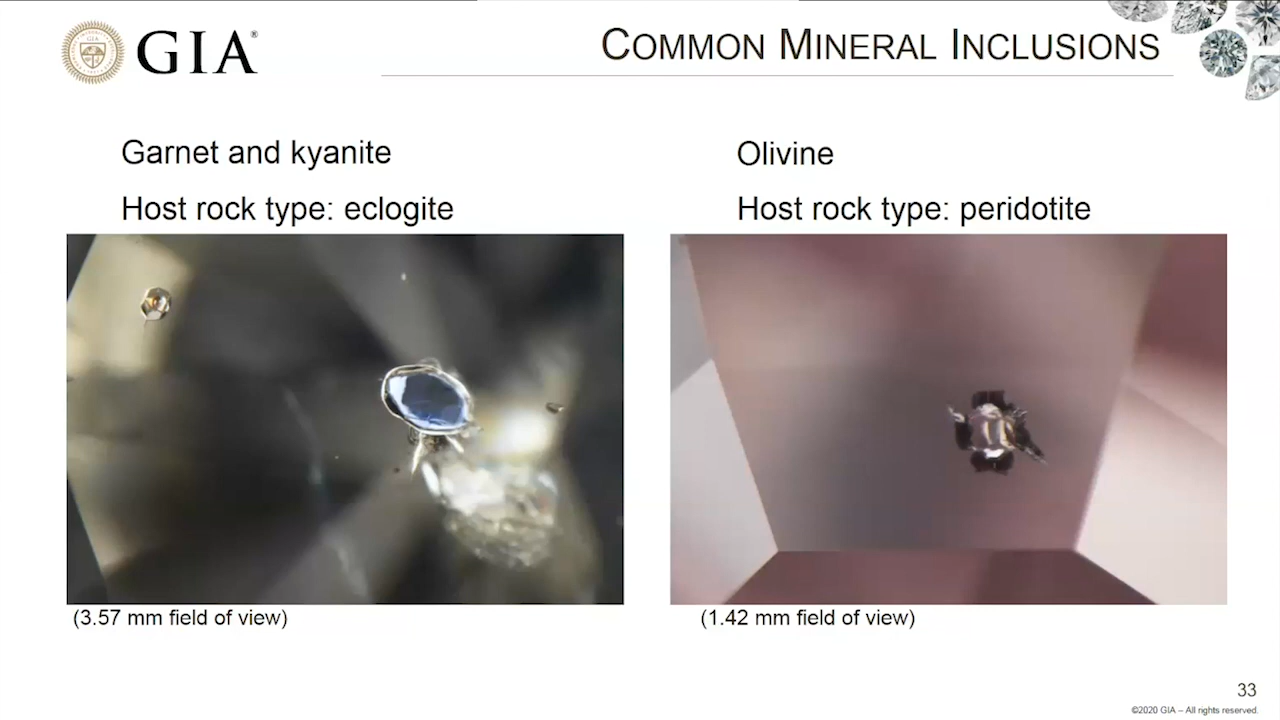 GIA®
COMMON MINERAL INCLUSIONS
Garnet and kyanite
Host rock type: eclogite
(3.57 mm field of view)
Olivine
Host rock type: peridotite
(1.42 mm field of view)
33
©2020 GIA – All rights reserved.